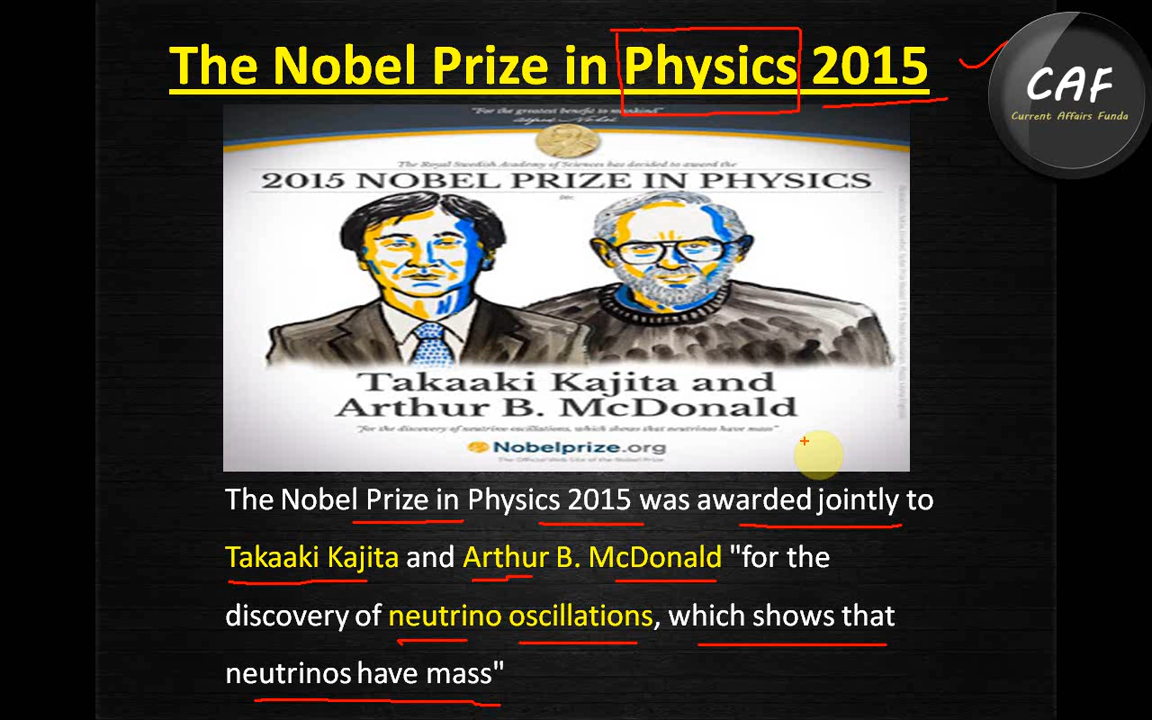 The Nobel Prize in Physics 2015
CAF
Current Affairs Funda
"For the greatest benefit to mankind"
Alfred Nobel
The Royal Swedish Academy of Sciences has decided to award the
2015 NOBEL PRIZE IN PHYSICS
Takaaki Kajita and
Arthur B. McDonald
"for the discovery of neutrino oscillations, which shows that neutrinos have mass"
Nobelprize.org
The Official Web Site of the Nobel Prize
The Nobel Prize in Physics 2015 was awarded jointly to
Takaaki Kajita and Arthur B. McDonald "for the
discovery of neutrino oscillations, which shows that
neutrinos have mass"